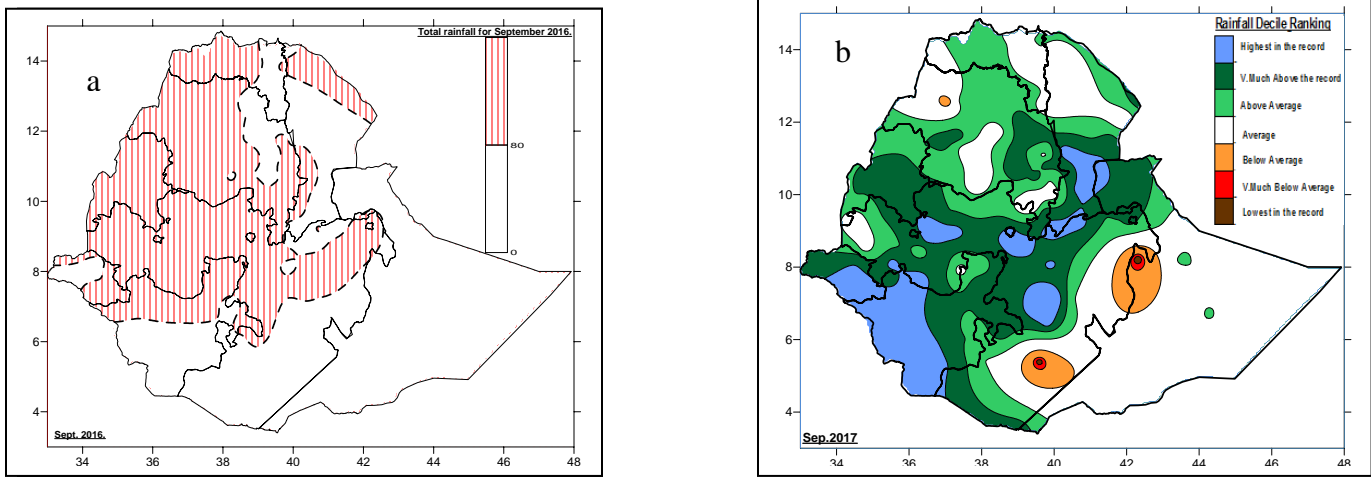 Total rainfall for September 2016.
a
80
0
14
12
10
8
6
4
Sept. 2016.
34 36 38 40 42 44 46 48
b
Rainfall Decile Ranking
Highest in the record
V.Much Above the record
Above Average
Average
Below Average
V.Much Below Average
Lowest in the record
14
12
10
8
6
4
Sep.2017
34 36 38 40 42 44 46 48